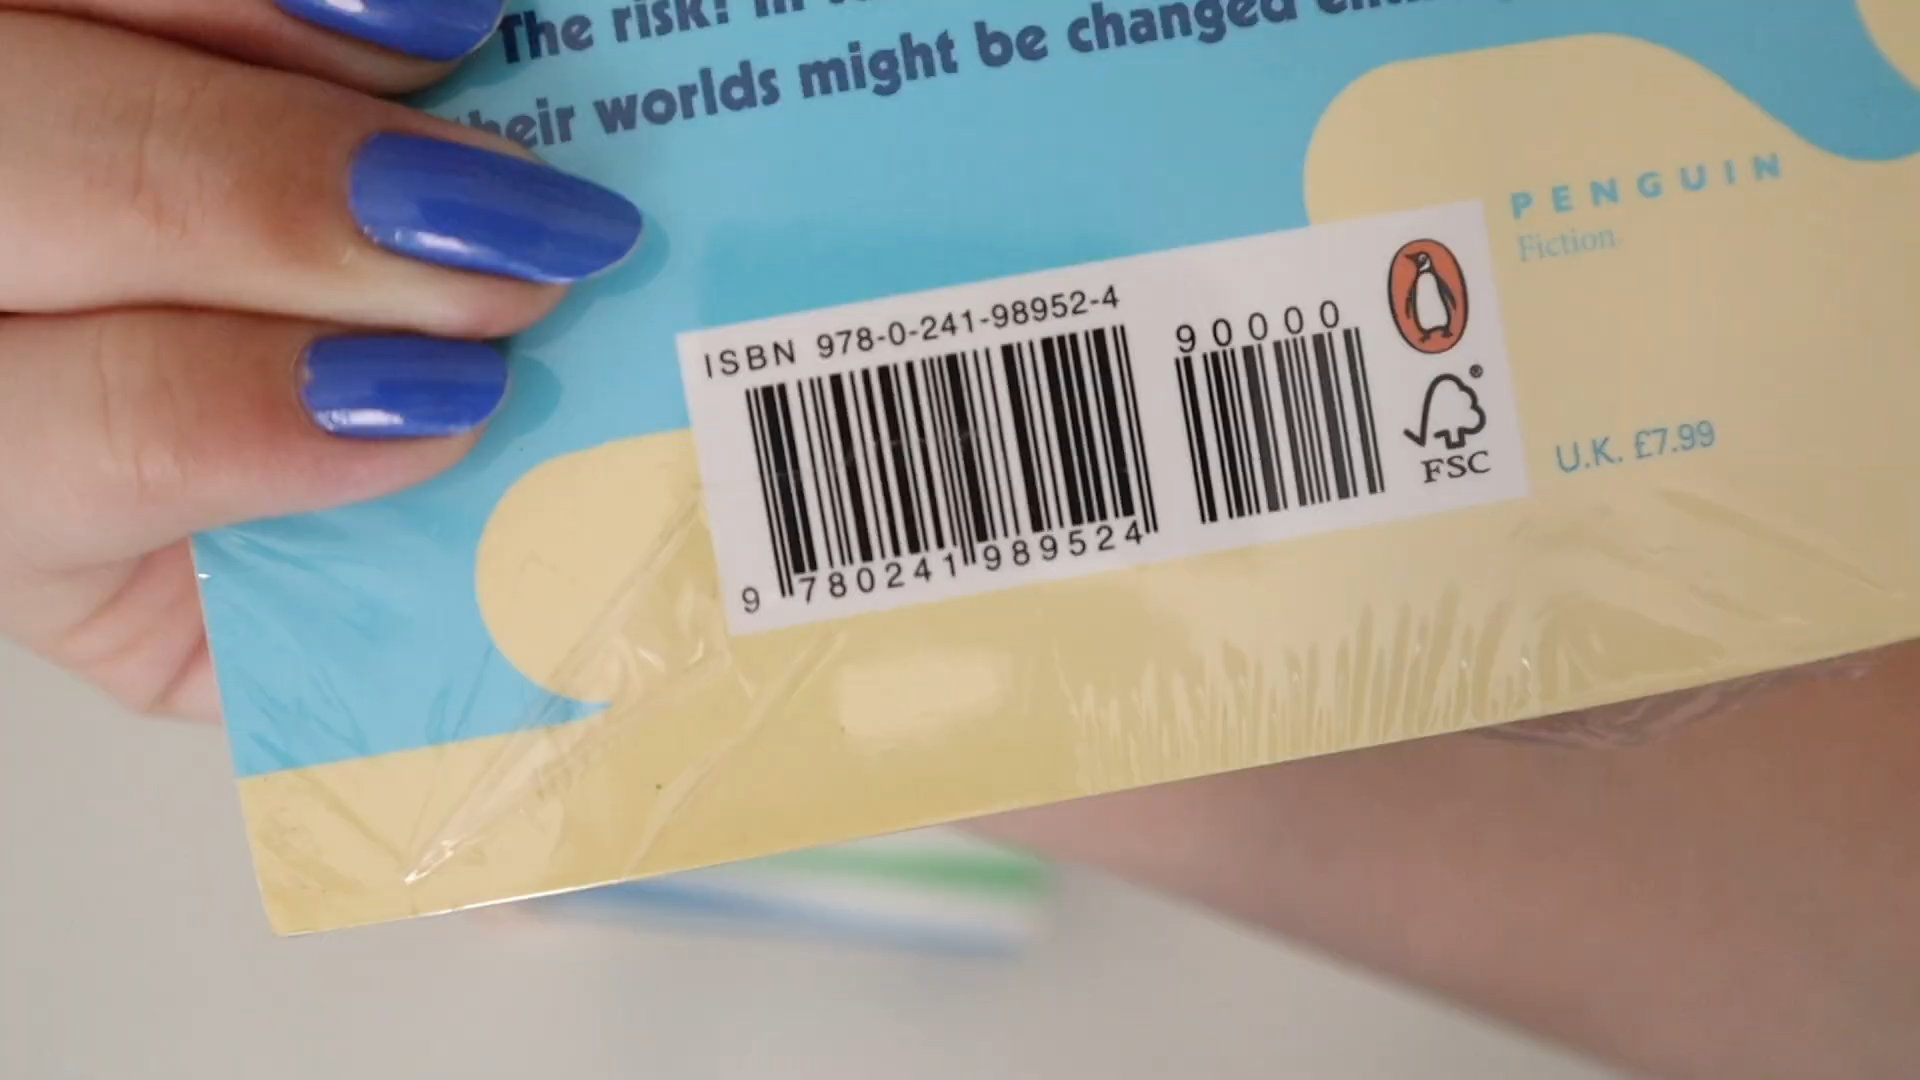 The risk?
their worlds might be changed
PENGUIN
Fiction
ISBN 978-0-241-98952-4
90000
FSC
U.K. £7.99
9 780241 989524